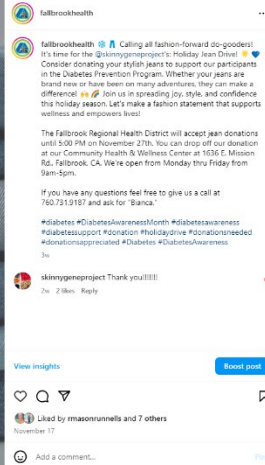 fallbrookhealth
fallbrookhealth ❄️ 👖 Calling all fashion-forward do-gooders!
It's time for the @skinnygeneproject's: Holiday Jean Drive! 🌟 💙
Consider donating your stylish jeans to support our participants
in the Diabetes Prevention Program. Whether your jeans are
brand new or have been on many adventures, they can make a
difference! 🙌 🌈 Join us in spreading joy, style, and confidence
this holiday season. Let's make a fashion statement that supports
wellness and empowers lives!
The Fallbrook Regional Health District will accept jean donations
until 5:00 PM on November 27th. You can drop off our donation
at our Community Health & Wellness Center at 1636 E. Mission
Rd., Fallbrook, CA. We're open from Monday thru Friday from
9am-5pm.
If you have any questions feel free to give us a call at
760.731.9187 and ask for "Bianca."
#diabetes #DiabetesAwarenessMonth #diabetesawareness
#diabetessupport #donation #holidaydrive #donationsneeded
#donationsappreciated #Diabetes #DiabetesAwareness
3w
skinnygeneproject Thank you!!!!!!!
2w 2 likes Reply
View insights
Boost post
Liked by rmasonrunnells and 7 others
November 17
Add a comment...